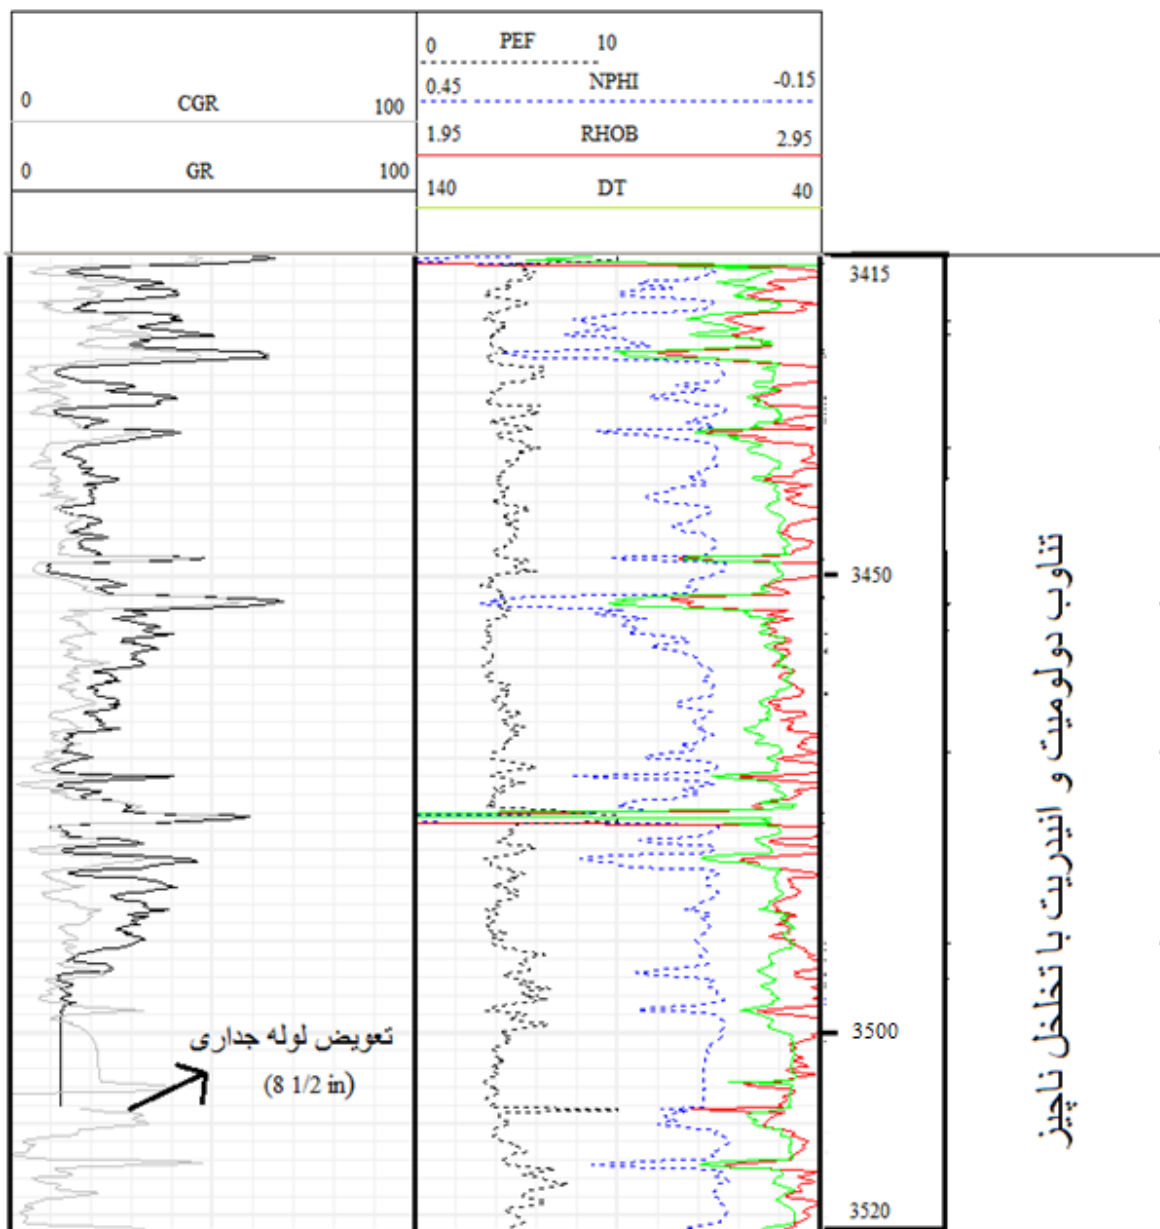 0 PEF 10
0.45 NPHI -0.15
0 CGR 100
1.95 RHOB 2.95
0 GR 100
140 DT 40
3415
3450
تناوب دولومیت و انیدریت با تخلخل ناچیز
3500
تعویض لوله جداری
(8 1/2 in)
3520